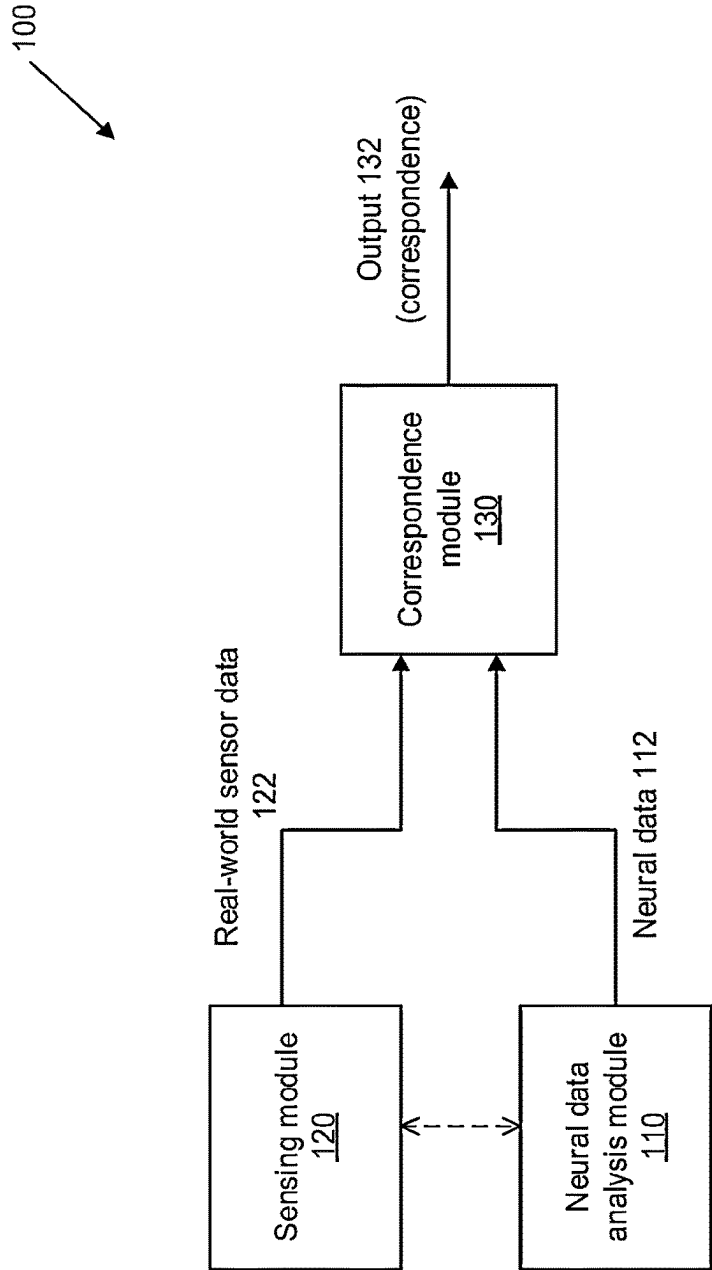 100
Sensing module
120
Real-world sensor data
122
Neural data
analysis module
110
Neural data 112
Correspondence
module
130
Output 132
(correspondence)